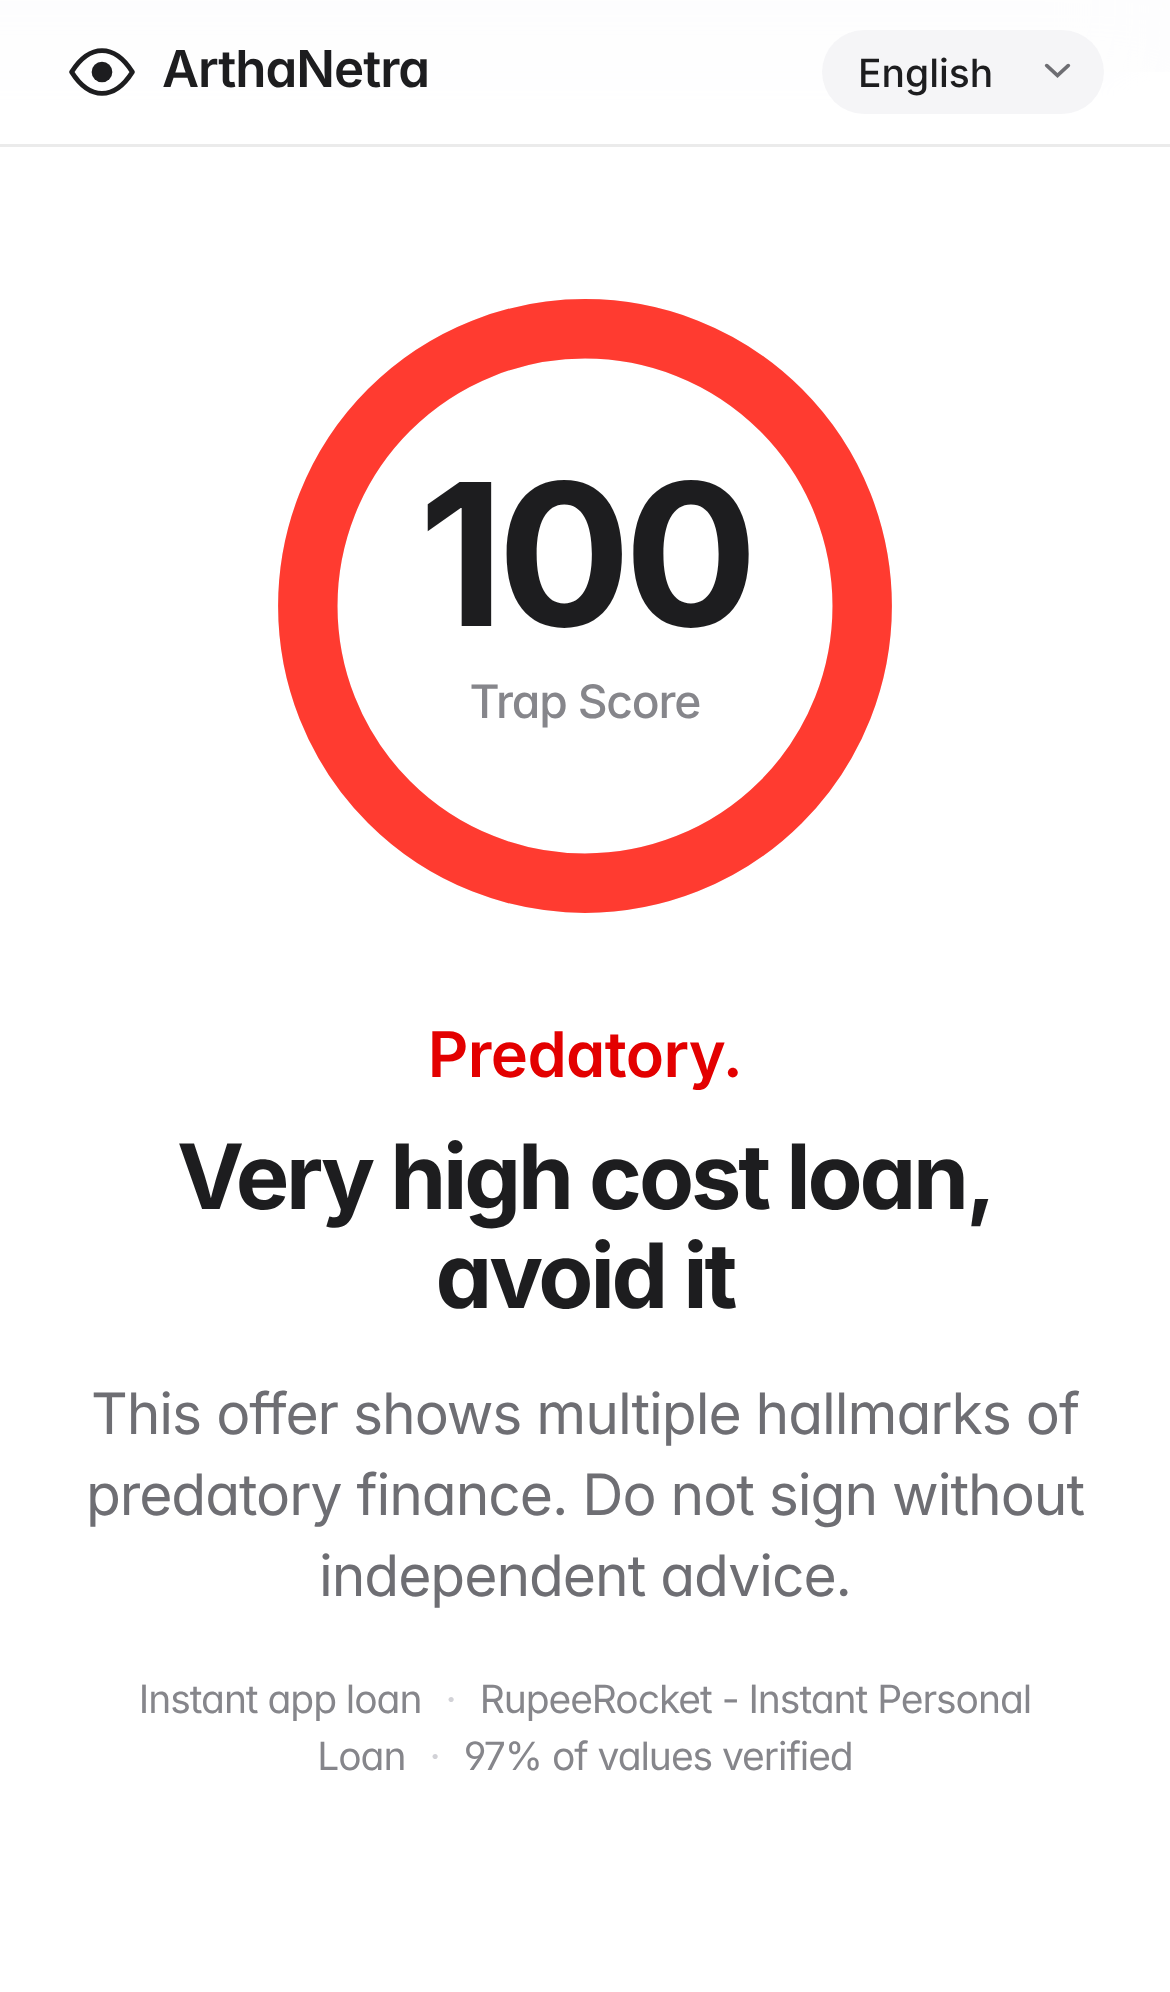 ArthaNetra
English
100
Trap Score
Predatory.
Very high cost loan,
avoid it
This offer shows multiple hallmarks of
predatory finance. Do not sign without
independent advice.
Instant app loan · RupeeRocket - Instant Personal
Loan · 97% of values verified